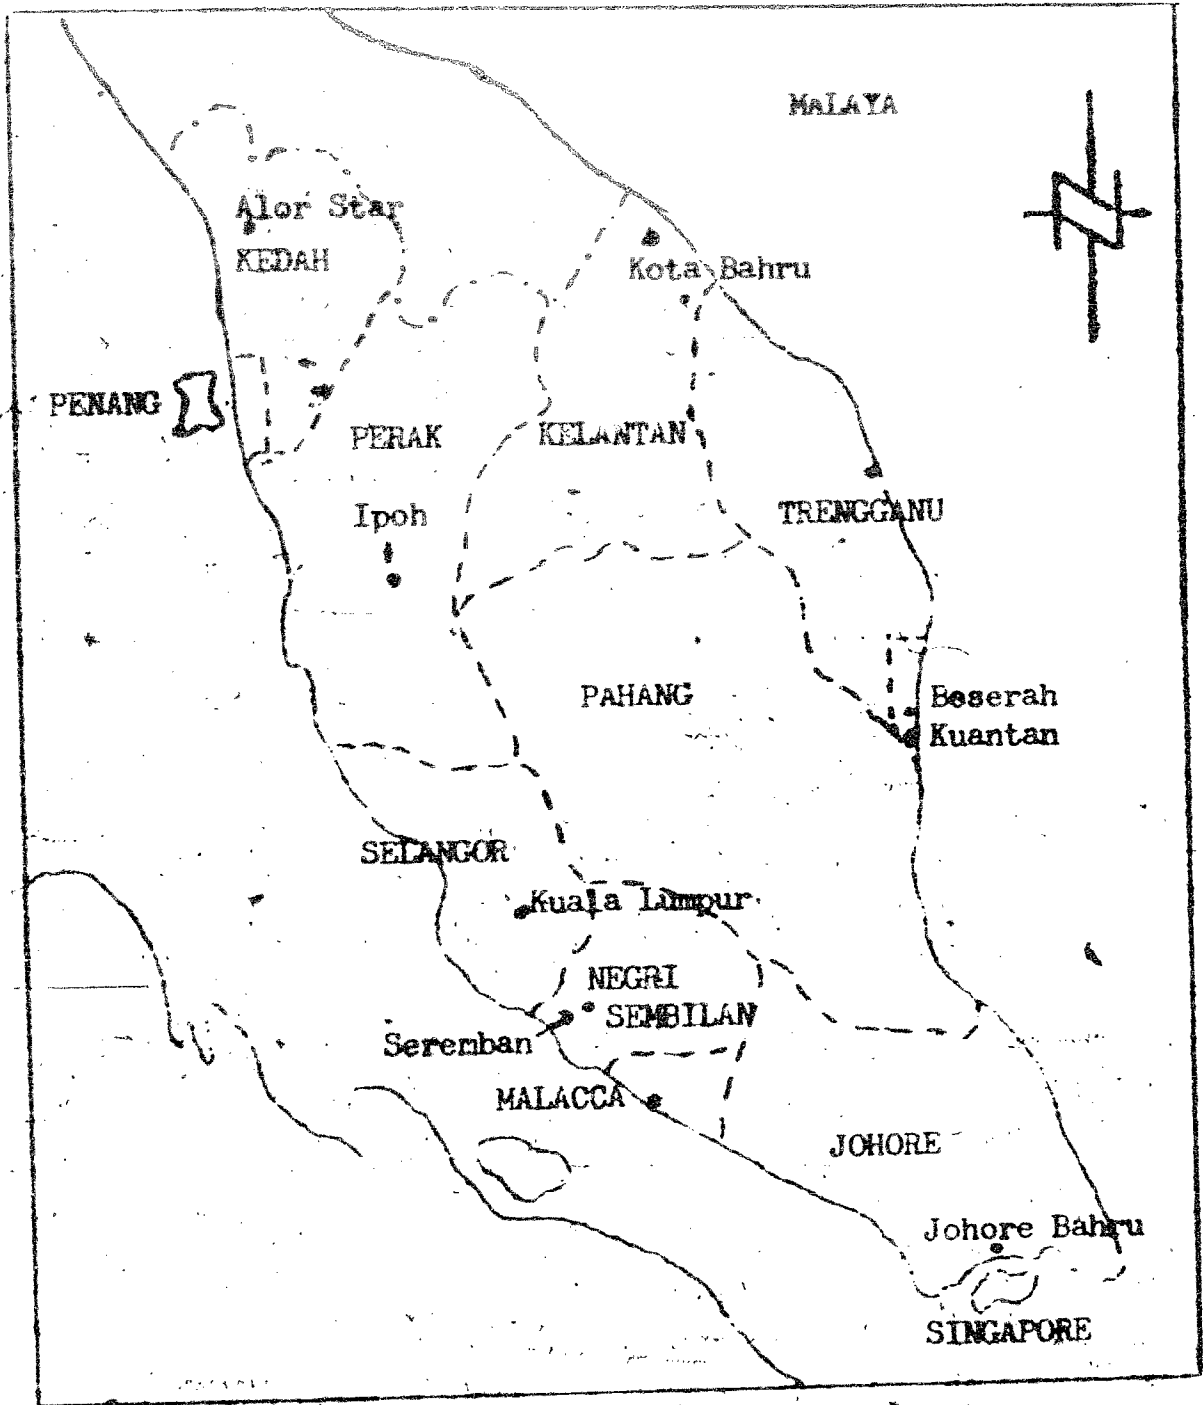 MALAYA
Alor Star
KEDAH
Kota Bahru
PENANG
PERAK
KELANTAN
Ipoh
TRENGGANU
PAHANG
Beserah
Kuantan
SELANGOR
Kuala Lumpur
NEGRI
SEMBILAN
Seremban
MALACCA
JOHORE
Johore Bahru
SINGAPORE